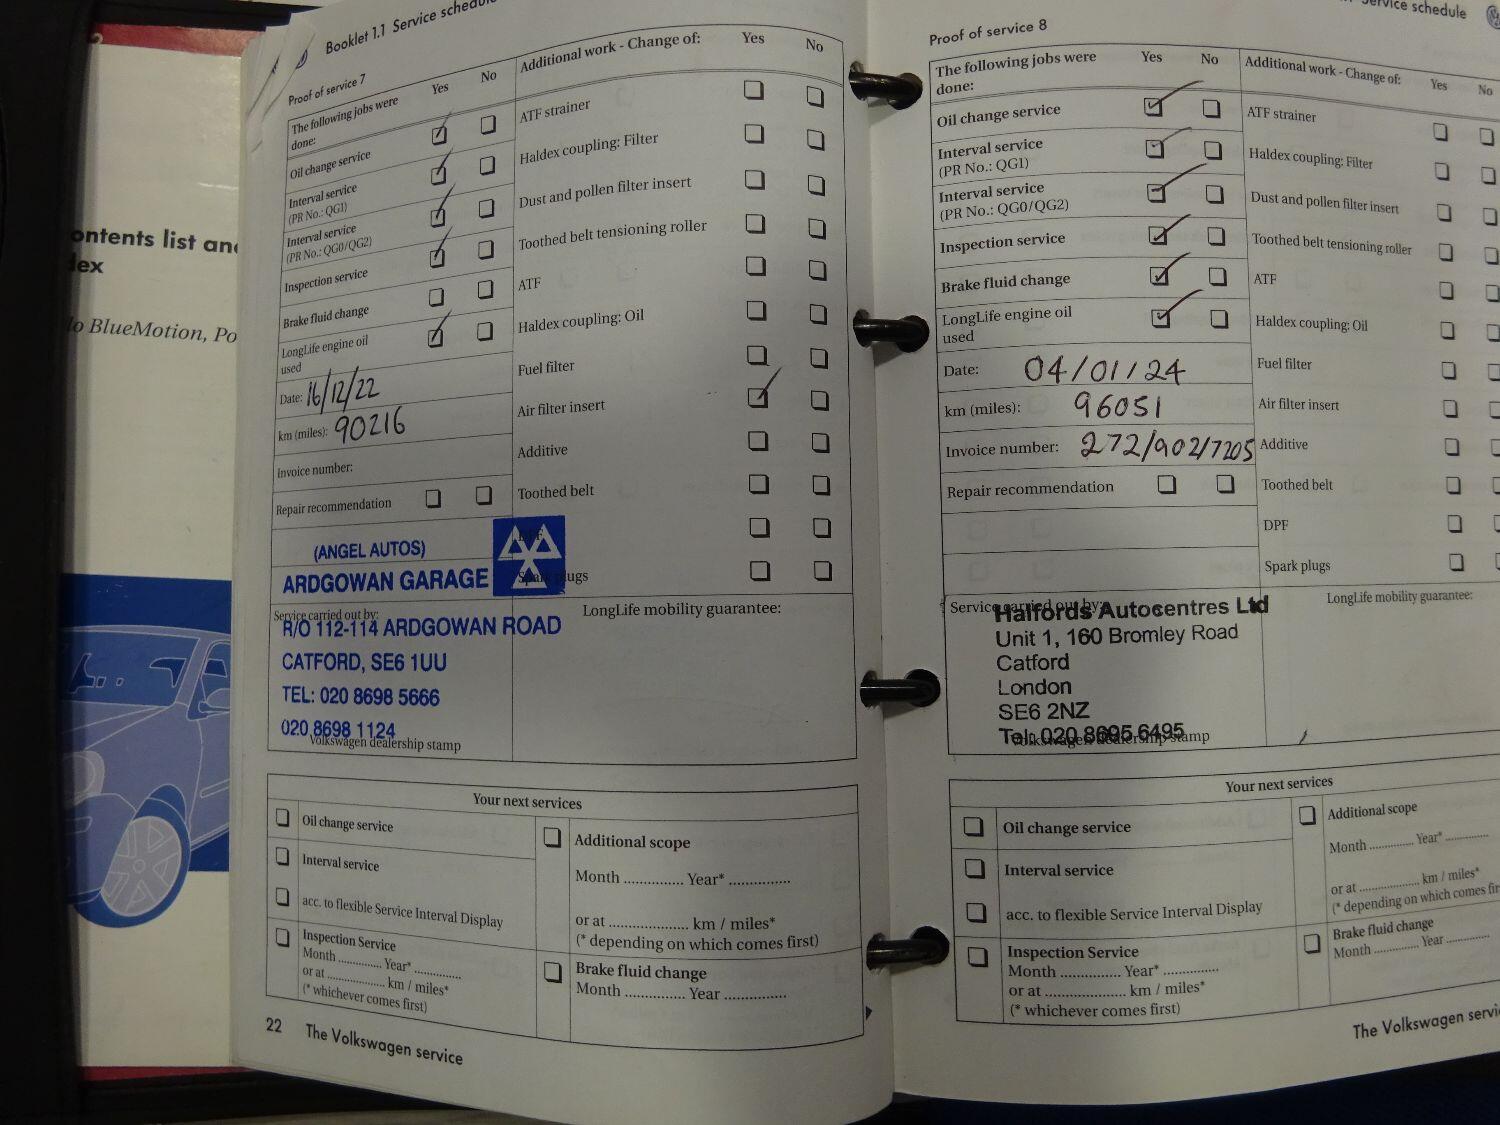 ontents list and
dex
lo BlueMotion, Po
Booklet 1.1 Service schedu
Proof of service 7
The following jobs were done:
Yes No
Additional work - Change of:
Yes No
Oil change service
Interval service
(PR No.: QG1)
Interval service
(PR No.: QG0/QG2)
Inspection service
Brake fluid change
LongLife engine oil
used
Date: 16/12/22
km (miles): 90216
Invoice number:
Repair recommendation
ATF strainer
Haldex coupling: Filter
Dust and pollen filter insert
Toothed belt tensioning roller
ATF
Haldex coupling: Oil
Fuel filter
Air filter insert
Additive
Toothed belt
DPF
Spark plugs
(ANGEL AUTOS)
ARDGOWAN GARAGE
Service carried out by:
R/O 112-114 ARDGOWAN ROAD
CATFORD, SE6 1UU
TEL: 020 8698 5666
020 8698 1124
Volkswagen dealership stamp
LongLife mobility guarantee:
Your next services
Oil change service
Interval service
acc. to flexible Service Interval Display
Inspection Service
Month .............. Year* ...............
or at .................... km / miles*
(* whichever comes first)
Additional scope
Month .............. Year* ..............
or at .................... km / miles*
(* depending on which comes first)
Brake fluid change
Month .............. Year ...............
22 The Volkswagen service
Service schedule
Proof of service 8
The following jobs were
done:
Yes No
Additional work - Change of:
Yes No
Oil change service
Interval service
(PR No.: QG1)
Interval service
(PR No.: QG0/QG2)
Inspection service
Brake fluid change
LongLife engine oil
used
Date: 04/01/24
km (miles): 96051
Invoice number: 272/902/7205
Repair recommendation
ATF strainer
Haldex coupling: Filter
Dust and pollen filter insert
Toothed belt tensioning roller
ATF
Haldex coupling: Oil
Fuel filter
Air filter insert
Additive
Toothed belt
DPF
Spark plugs
Service carried out by:
Halfords Autocentres Ltd
Unit 1, 160 Bromley Road
Catford
London
SE6 2NZ
Tel: 020 8695 6495
Volkswagen dealership stamp
LongLife mobility guarantee:
Your next services
Oil change service
Interval service
acc. to flexible Service Interval Display
Inspection Service
Month .............. Year* ..............
or at .................... km / miles*
(* whichever comes first)
Additional scope
Month .............. Year* ..............
or at .................... km / miles*
(* depending on which comes fir
Brake fluid change
Month .............. Year ..............
The Volkswagen servi